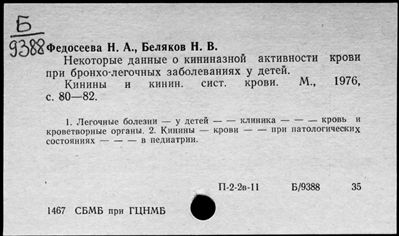 Б
9388
Федосеева Н. А., Беляков Н. В.
Некоторые данные о кининазной активности крови
при бронхо-легочных заболеваниях у детей.
Кинины и кинин. сист. крови. М., 1976,
с. 80—82.
1. Легочные болезни — у детей — — клиника — — — кровь и
кроветворные органы. 2. Кинины — крови — — при патологических
состояниях — — — в педиатрии.
П-2-2в-11 Б/9388 35
1467 СБМБ при ГЦНМБ